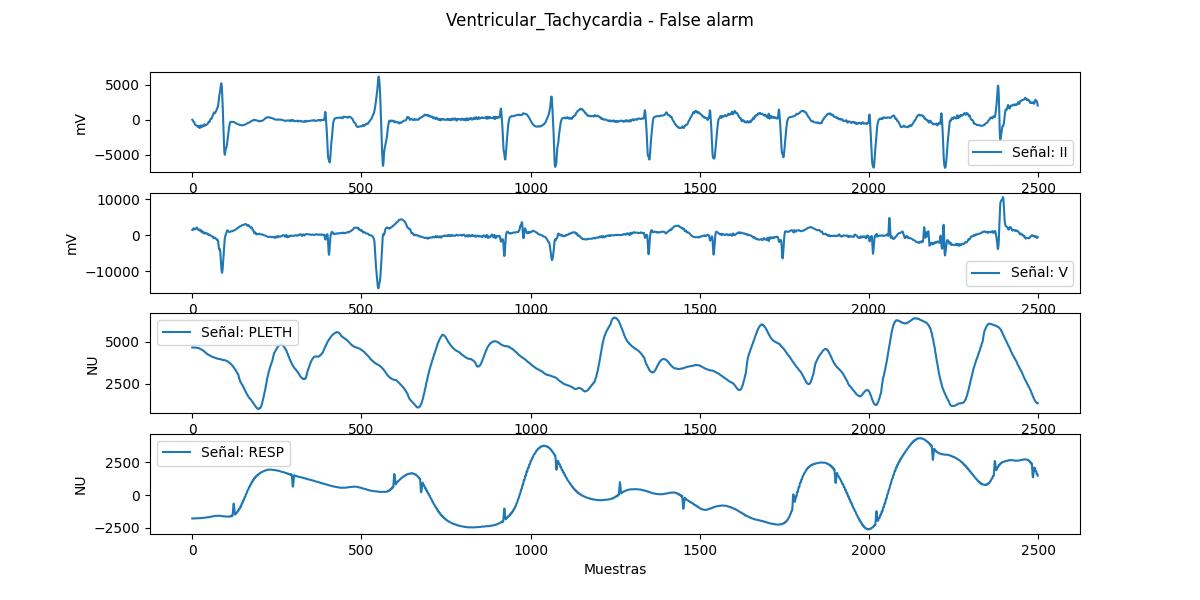 Ventricular_Tachycardia - False alarm
5000
0
−5000
mV
Señal: II
0 500 1000 1500 2000 2500
10000
0
−10000
mV
Señal: V
0 500 1000 1500 2000 2500
5000
2500
NU
Señal: PLETH
0 500 1000 1500 2000 2500
2500
0
−2500
NU
Señal: RESP
0 500 1000 1500 2000 2500
Muestras